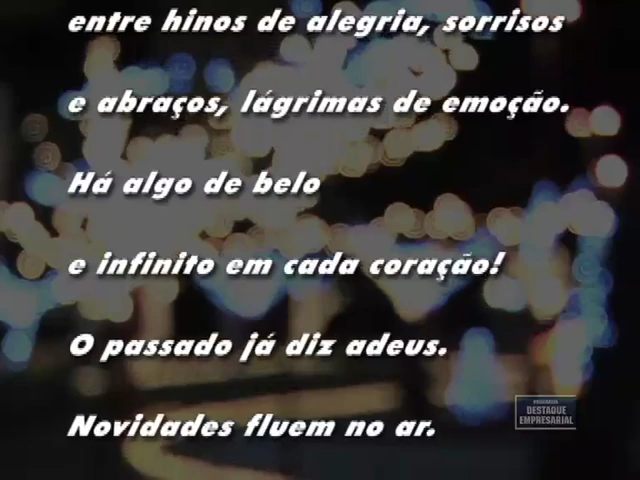 entre hinos de alegria, sorrisos
e abraços, lágrimas de emoção.
Há algo de belo
e infinito em cada coração!
O passado já diz adeus.
Novidades fluem no ar.
DESTAQUE
EMPRESARIAL